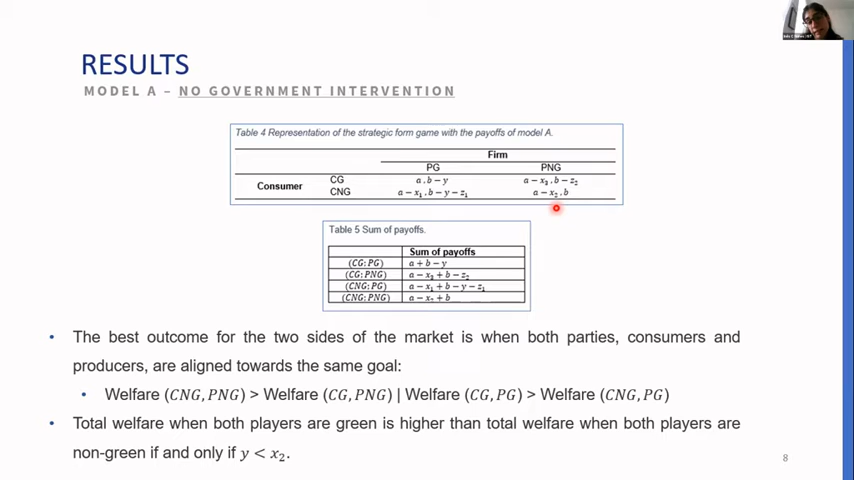 RESULTS
MODEL A – NO GOVERNMENT INTERVENTION
Table 4 Representation of the strategic form game with the payoffs of model A.
Firm
PG PNG
Consumer CG a . b − y a − x₃ . b − z₂
CNG a − x₁ . b − y − z₁ a − x₂ . b
Table 5 Sum of payoffs.
Sum of payoffs
(CG; PG) a + b − y
(CG; PNG) a − x₃ + b − z₂
(CNG; PG) a − x₁ + b − y − z₁
(CNG; PNG) a − x₂ + b
• The best outcome for the two sides of the market is when both parties, consumers and
producers, are aligned towards the same goal:
• Welfare (CNG, PNG) > Welfare (CG, PNG) | Welfare (CG, PG) > Welfare (CNG, PG)
• Total welfare when both players are green is higher than total welfare when both players are
non-green if and only if y < x₂.
8